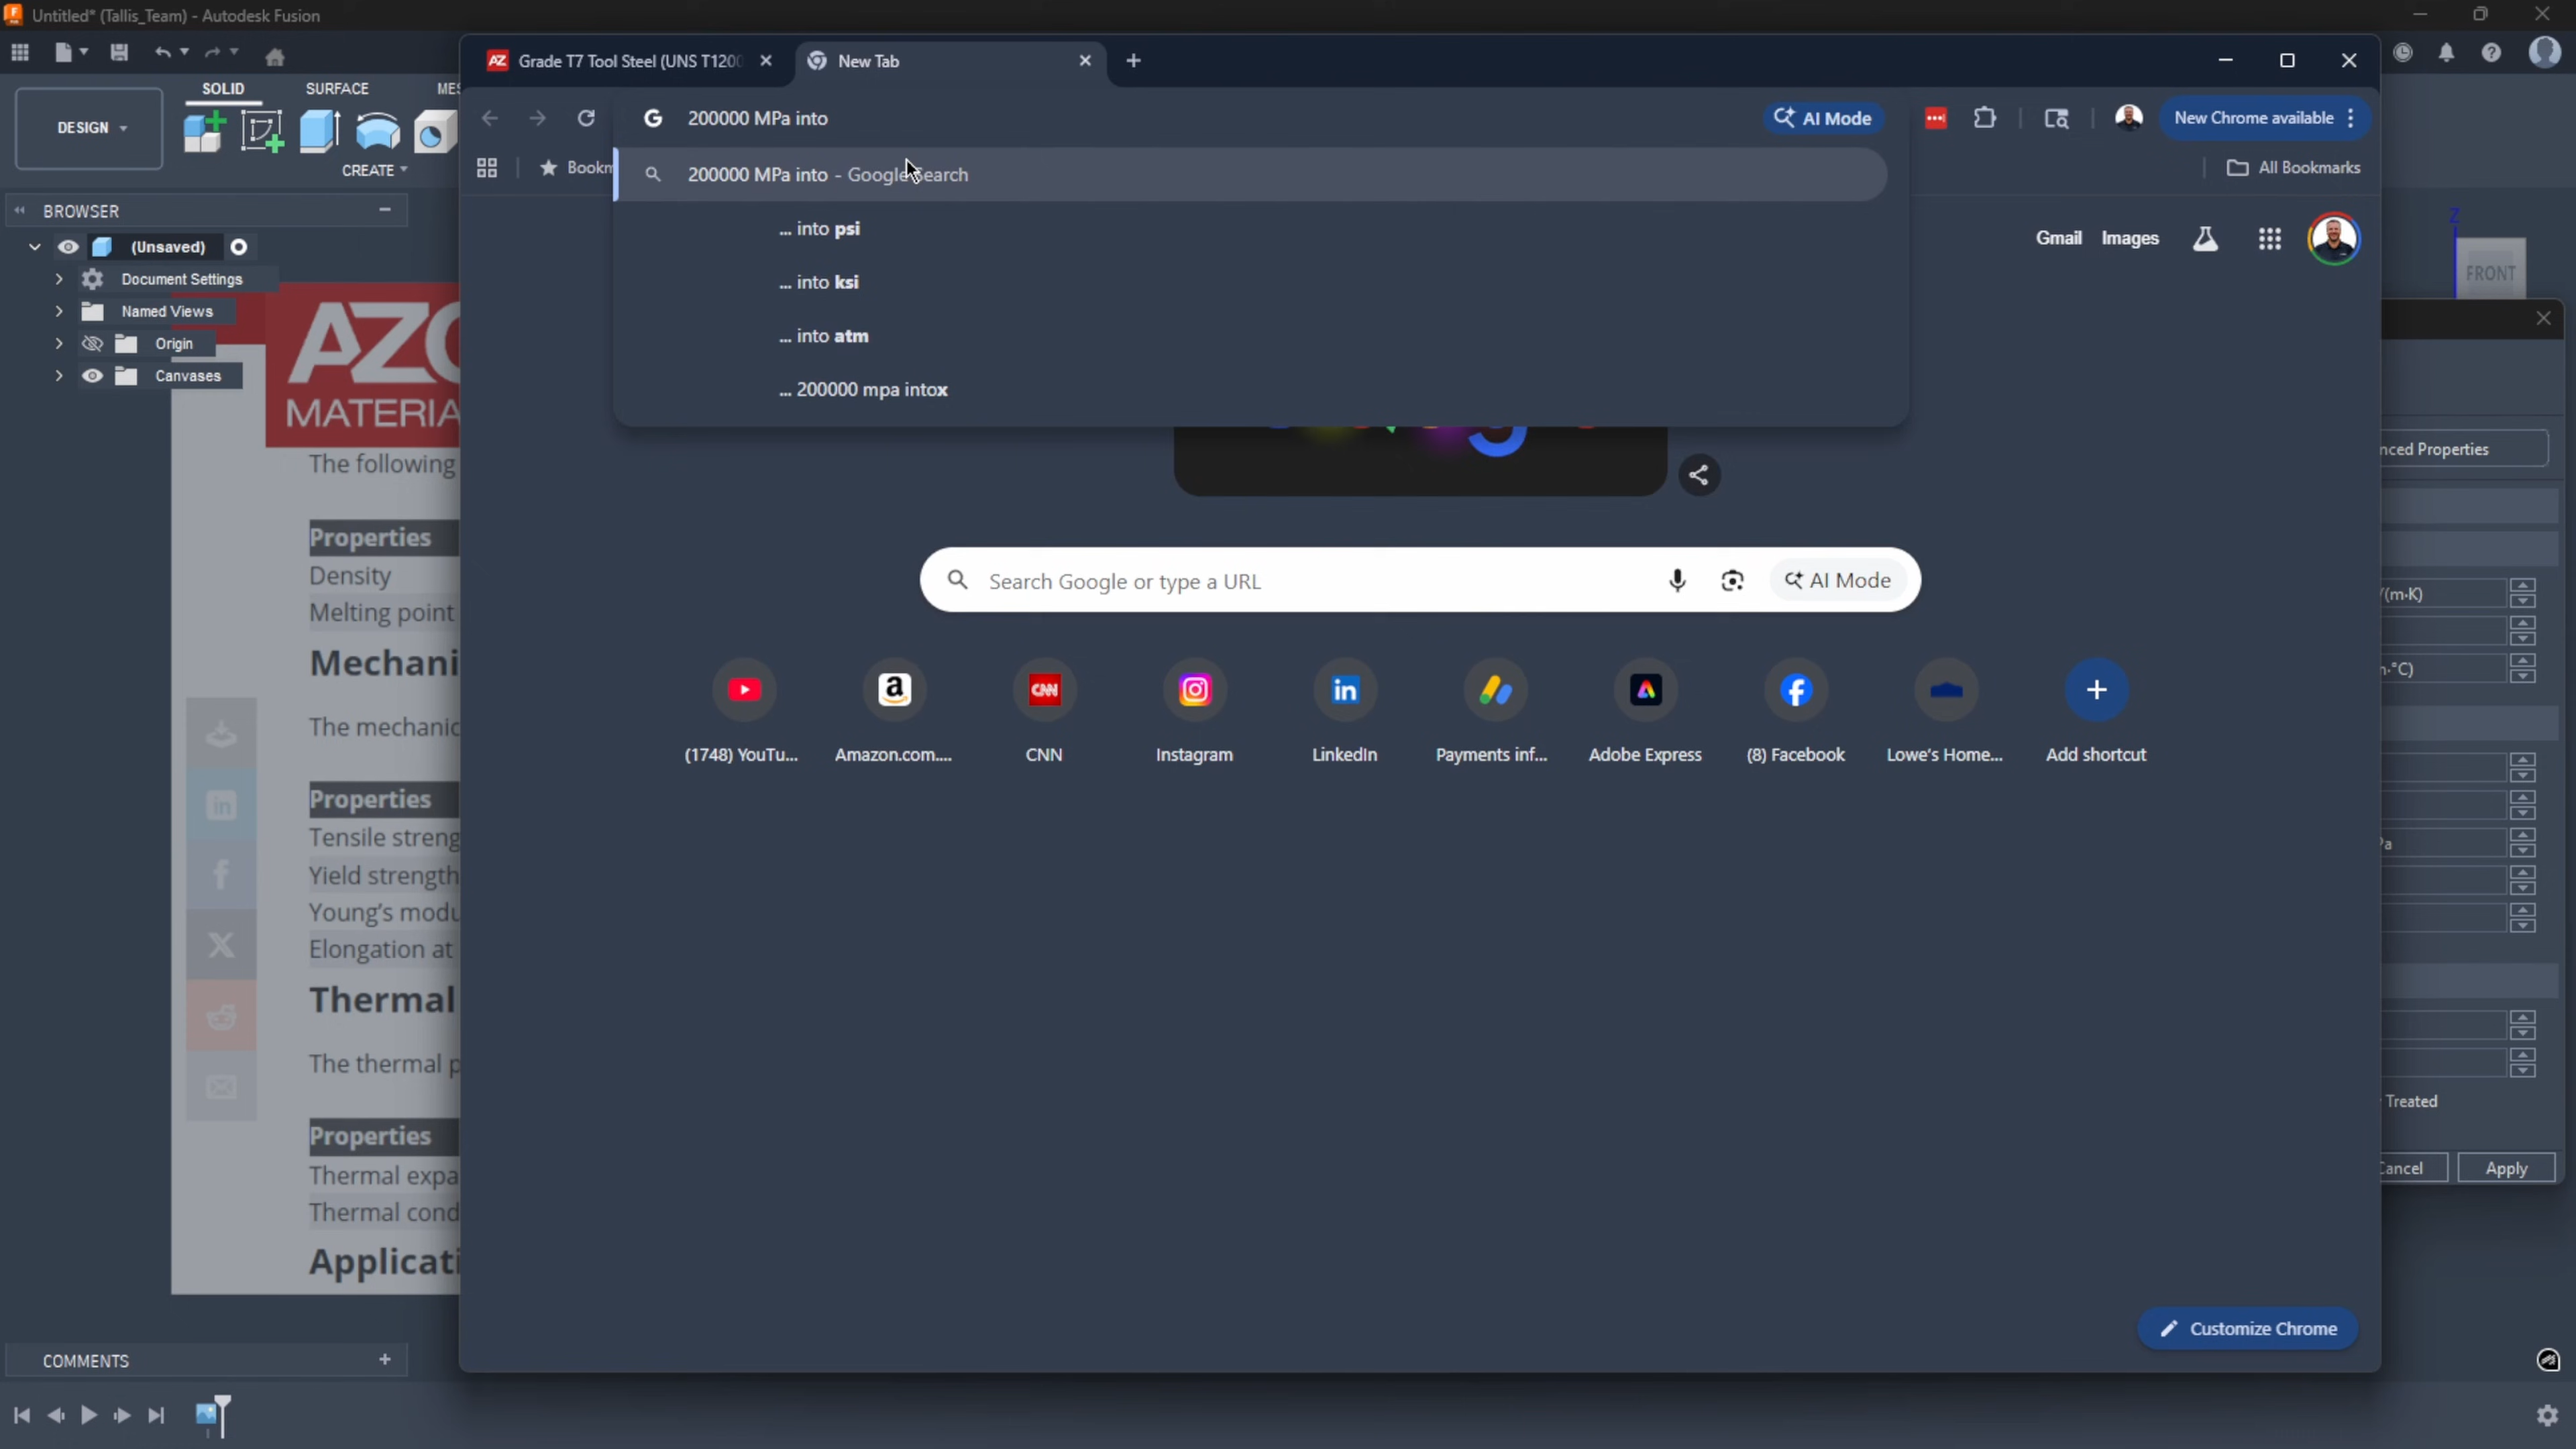 Untitled* (Tallis_Team) - Autodesk Fusion
Grade T7 Tool Steel (UNS T1200
New Tab
SOLID
SURFACE
MES
DESIGN
CREATE
200000 MPa into
AI Mode
New Chrome available
Bookm
All Bookmarks
200000 MPa into - Google Search
... into psi
... into ksi
... into atm
... 200000 mpa intox
Gmail
Images
BROWSER
(Unsaved)
Document Settings
Named Views
Origin
Canvases
FRONT
Z
AZO
MATERIA
The following
Properties
Density
Melting point
Mechani
The mechanic
Properties
Tensile streng
Yield strength
Young's modu
Elongation at
Thermal
The thermal p
Properties
Thermal expa
Thermal cond
Applicati
Search Google or type a URL
AI Mode
(1748) YouTu...
Amazon.com....
CNN
Instagram
LinkedIn
Payments inf...
Adobe Express
(8) Facebook
Lowe's Home...
Add shortcut
nced Properties
/(m·K)
n·°C)
Pa
Treated
Cancel
Apply
Customize Chrome
COMMENTS